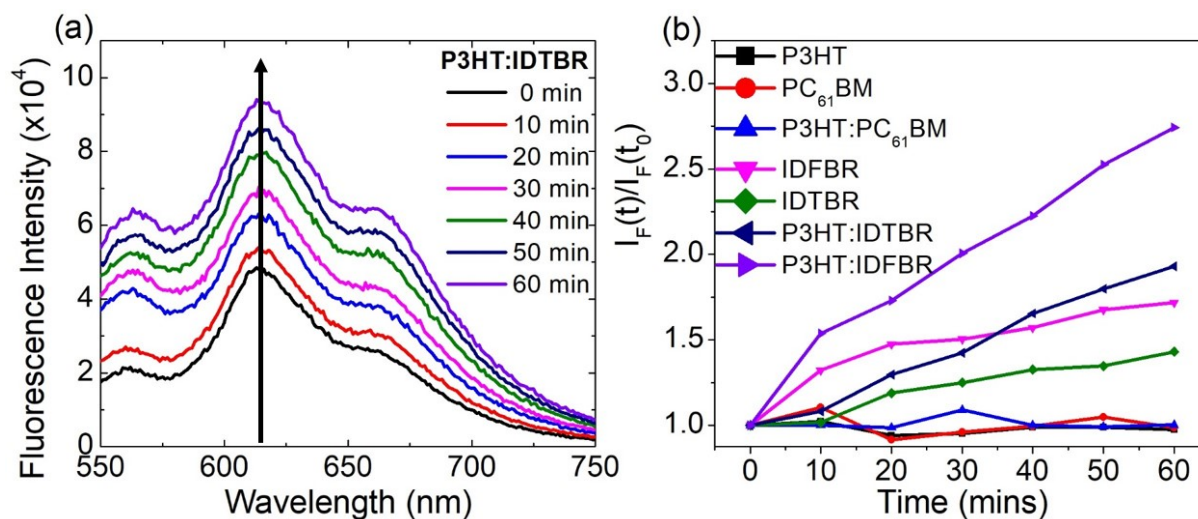 (a)
P3HT:IDTBR
0 min
10 min
20 min
30 min
40 min
50 min
60 min
Fluorescence Intensity (x10⁴)
10
8
6
4
2
0
550 600 650 700 750
Wavelength (nm)
(b)
P3HT
PC₆₁BM
P3HT:PC₆₁BM
IDFBR
IDTBR
P3HT:IDTBR
P3HT:IDFBR
I_F(t)/I_F(t₀)
3.0
2.5
2.0
1.5
1.0
0 10 20 30 40 50 60
Time (mins)